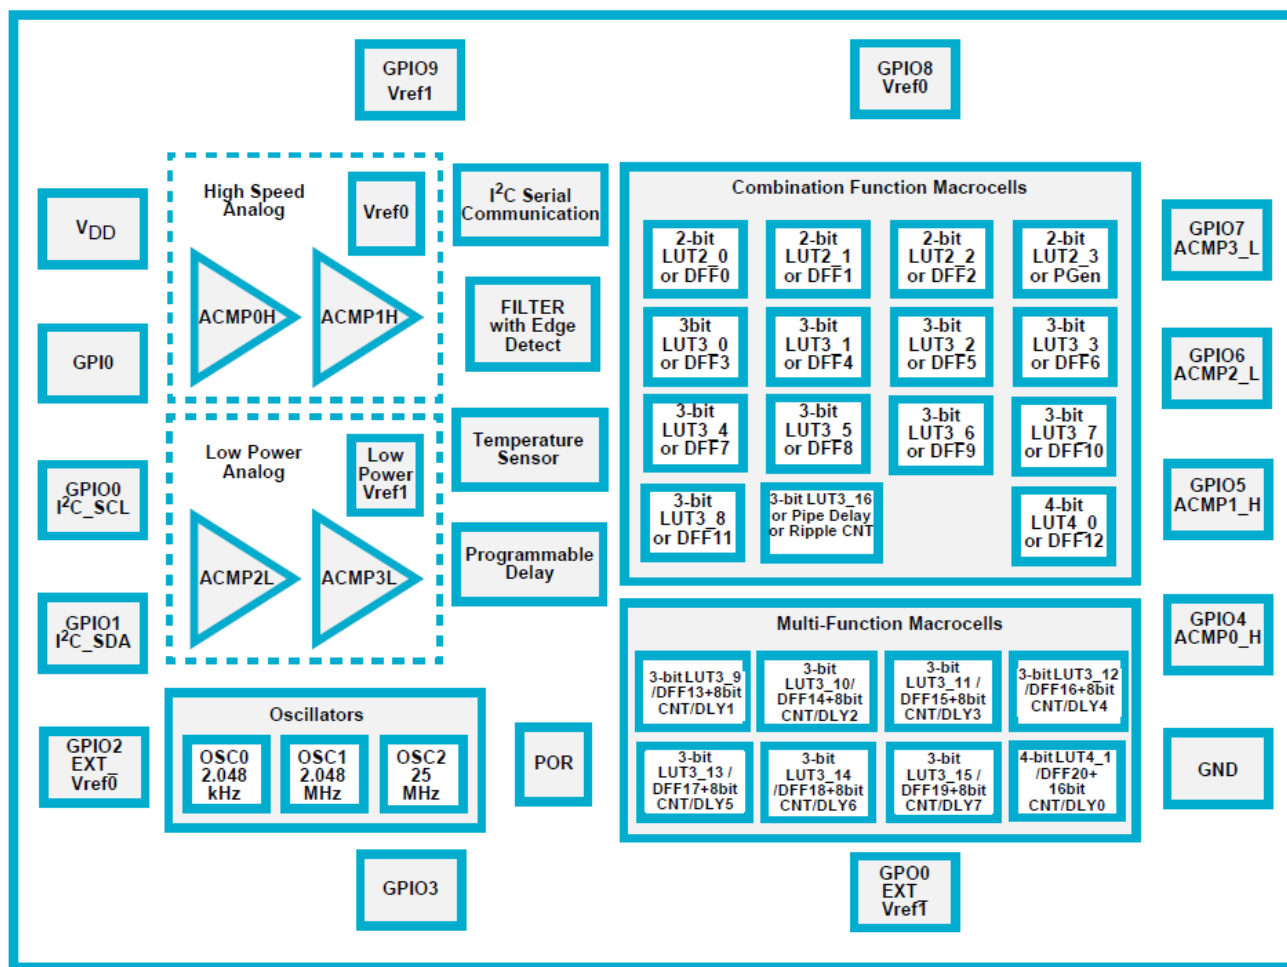 GPIO9
Vref1
GPIO8
Vref0
High Speed
Analog
Vref0
ACMP0H
ACMP1H
I²C Serial
Communication
Combination Function Macrocells
2-bit
LUT2_0
or DFF0
2-bit
LUT2_1
or DFF1
2-bit
LUT2_2
or DFF2
2-bit
LUT2_3
or PGen
3bit
LUT3_0
or DFF3
3-bit
LUT3_1
or DFF4
3-bit
LUT3_2
or DFF5
3-bit
LUT3_3
or DFF6
3-bit
LUT3_4
or DFF7
3-bit
LUT3_5
or DFF8
3-bit
LUT3_6
or DFF9
3-bit
LUT3_7
or DFF10
3-bit
LUT3_8
or DFF11
3-bit LUT3_16
or Pipe Delay
or Ripple CNT
4-bit
LUT4_0
or DFF12
VDD
GPI0
GPIO0
I²C_SCL
GPIO1
I²C_SDA
GPIO2
EXT_
Vref0
FILTER
with Edge
Detect
Low Power
Analog
Low
Power
Vref1
ACMP2L
ACMP3L
Temperature
Sensor
Programmable
Delay
GPIO7
ACMP3_L
GPIO6
ACMP2_L
GPIO5
ACMP1_H
GPIO4
ACMP0_H
GND
Multi-Function Macrocells
3-bit LUT3_9
/DFF13+8bit
CNT/DLY1
3-bit
LUT3_10/
DFF14+8bit
CNT/DLY2
3-bit
LUT3_11 /
DFF15+8bit
CNT/DLY3
3-bit LUT3_12
/DFF16+8bit
CNT/DLY4
3-bit
LUT3_13 /
DFF17+8bit
CNT/DLY5
3-bit
LUT3_14
/DFF18+8bit
CNT/DLY6
3-bit
LUT3_15 /
DFF19+8bit
CNT/DLY7
4-bit LUT4_1
/DFF20+
16bit
CNT/DLY0
Oscillators
OSC0
2.048
kHz
OSC1
2.048
MHz
OSC2
25
MHz
POR
GPIO3
GPO0
EXT_
Vref1